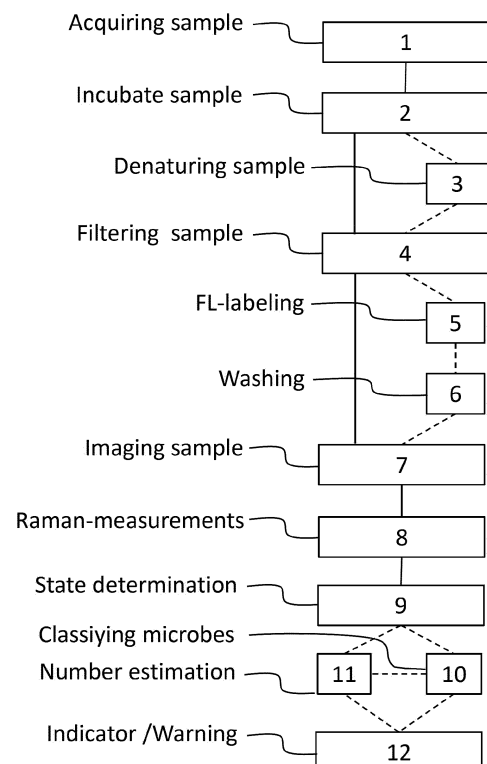 Acquiring sample
1
Incubate sample
2
Denaturing sample
3
Filtering sample
4
FL-labeling
5
Washing
6
Imaging sample
7
Raman-measurements
8
State determination
9
Classiying microbes
Number estimation
11
10
Indicator /Warning
12